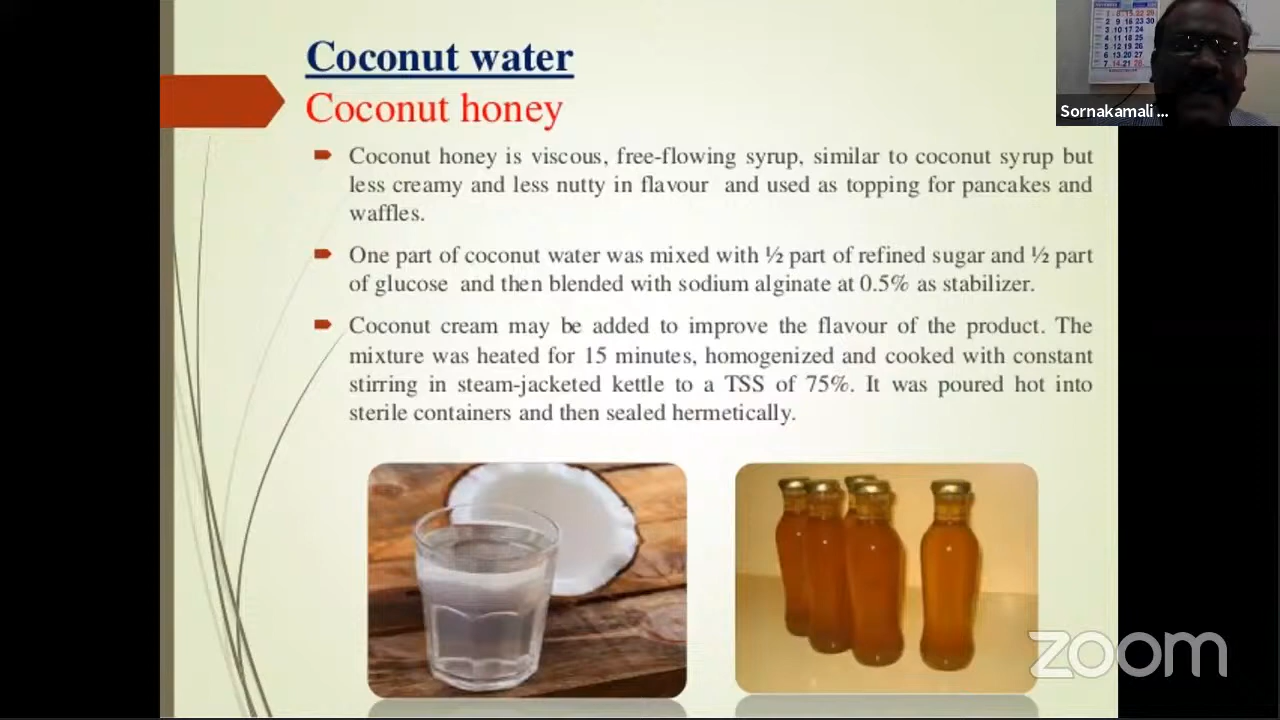 Coconut water
Coconut honey
Coconut honey is viscous, free-flowing syrup, similar to coconut syrup but
less creamy and less nutty in flavour and used as topping for pancakes and
waffles.
One part of coconut water was mixed with ½ part of refined sugar and ½ part
of glucose and then blended with sodium alginate at 0.5% as stabilizer.
Coconut cream may be added to improve the flavour of the product. The
mixture was heated for 15 minutes, homogenized and cooked with constant
stirring in steam-jacketed kettle to a TSS of 75%. It was poured hot into
sterile containers and then sealed hermetically.
Sornakamali ...
zoom